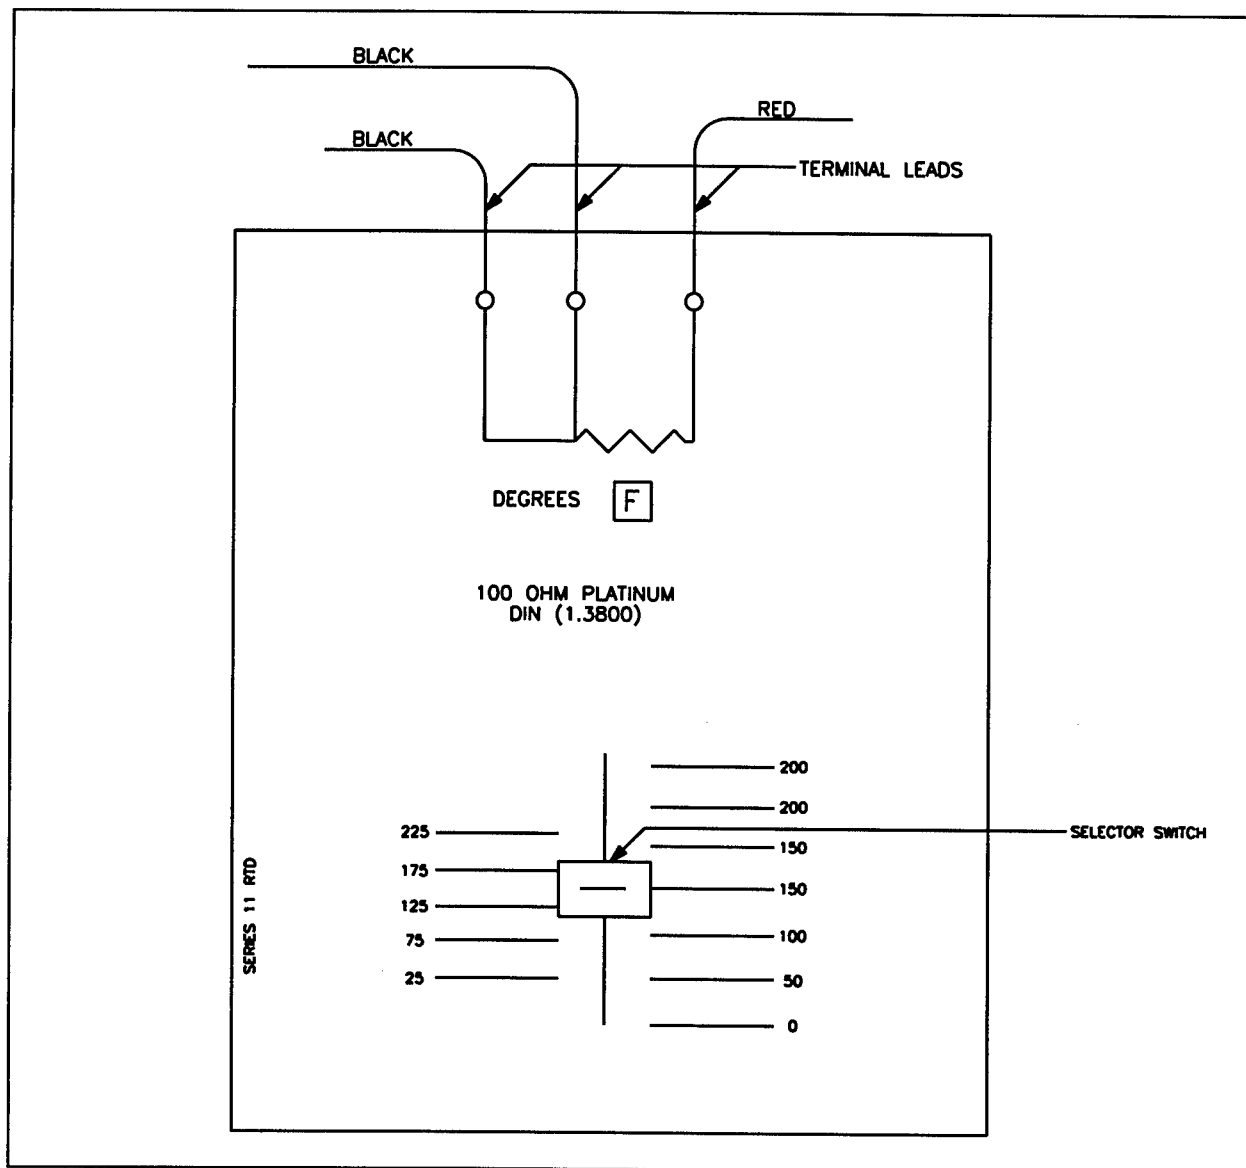 BLACK
RED
BLACK
TERMINAL LEADS
DEGREES F
100 OHM PLATINUM
DIN (1.3800)
200
200
225
SELECTOR SWITCH
150
175
150
125
100
75
50
25
0
SERIES 11 RTD